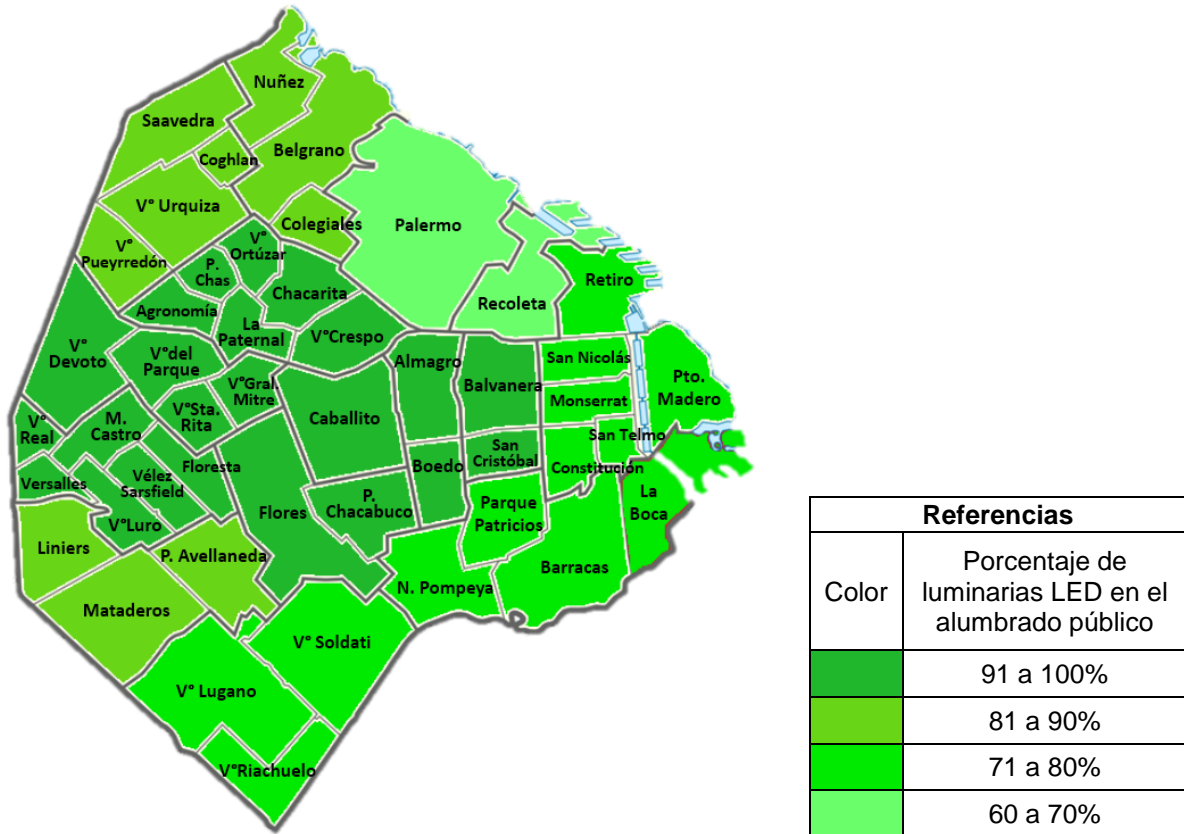 Nuñez
Saavedra
Coghlan
Belgrano
V° Urquiza
Colegiales
Palermo
V°
Pueyrredón
V°
Ortúzar
P.
Chas
Chacarita
Recoleta
Retiro
Agronomía
La
Paternal
V°Crespo
V°
Devoto
V°del
Parque
Almagro
San Nicolás
Balvanera
Pto.
Madero
V°Gral.
Mitre
Monserrat
V°Sta.
Rita
Caballito
V°
Real
M.
Castro
San Telmo
San
Cristóbal
Boedo
Constitución
Floresta
Versalles
Vélez
Sarsfield
La
Boca
P.
Chacabuco
Flores
Parque
Patricios
V°Luro
Liniers
P. Avellaneda
Barracas
N. Pompeya
Mataderos
V° Soldati
V° Lugano
V°Riachuelo
Referencias
Color
Porcentaje de
luminarias LED en el
alumbrado público
91 a 100%
81 a 90%
71 a 80%
60 a 70%